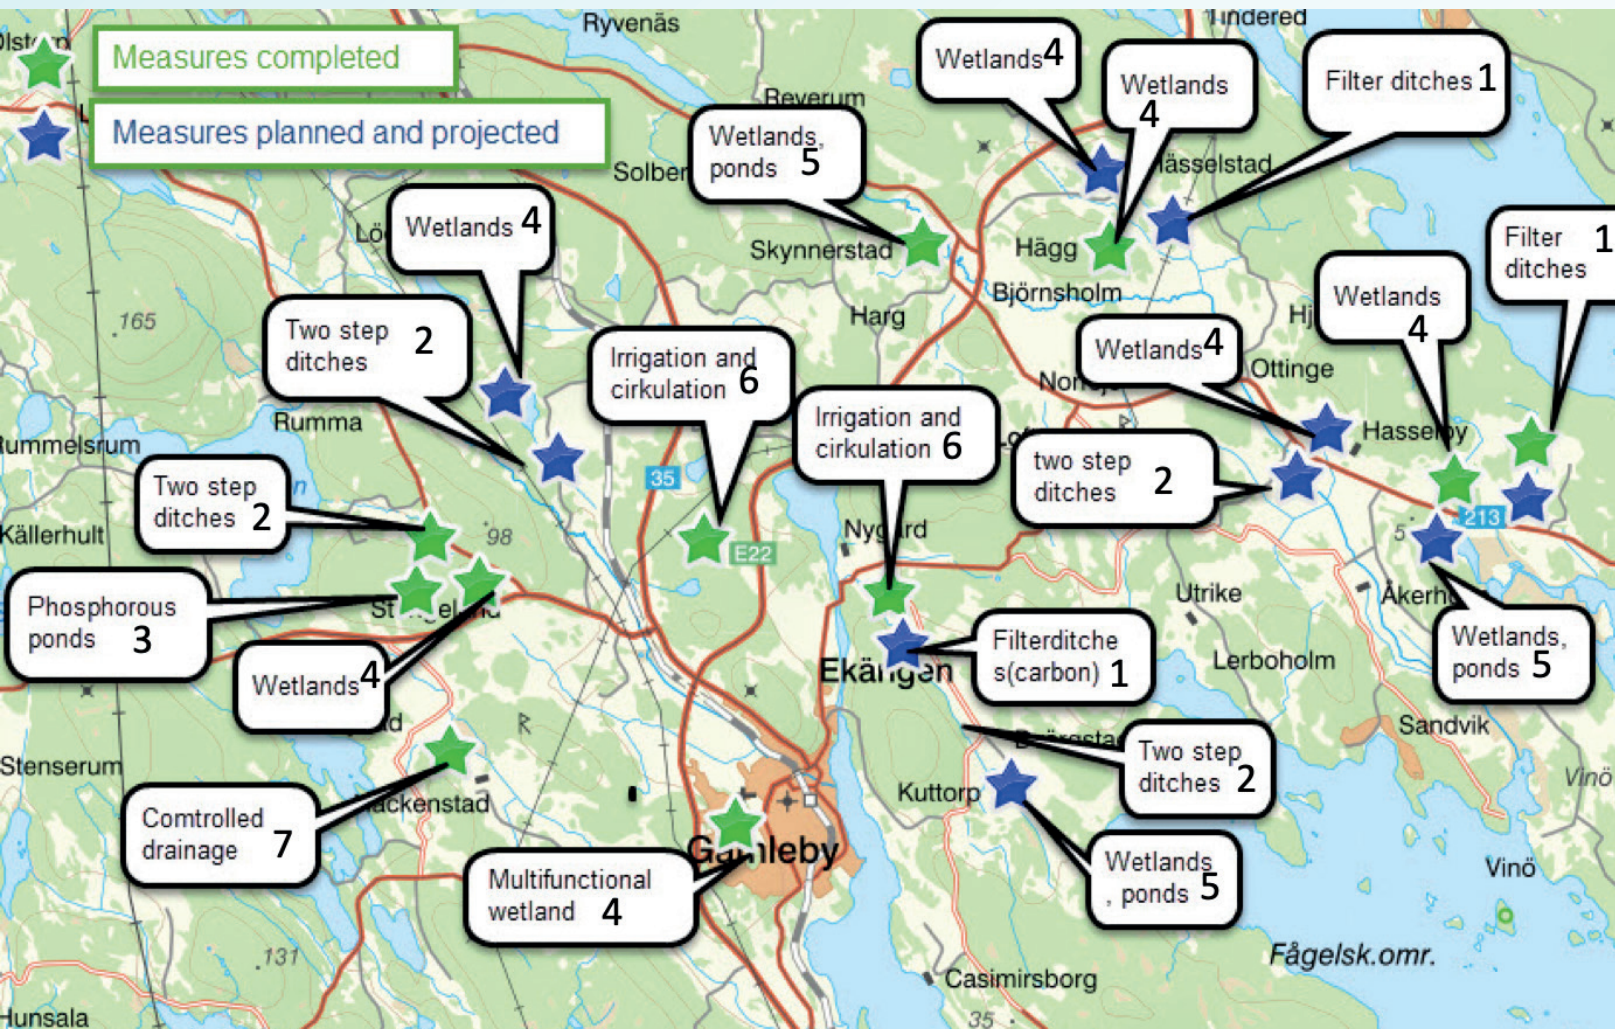 Ryvenäs
Tindered
Measures completed
Measures planned and projected
Wetlands 4
Wetlands
4
Filter ditches 1
Reverum
Wetlands,
ponds 5
Wetlands 4
Skynnerstad
Hägg
Björnsholm
Harg
Filter 1
ditches
Wetlands
4
165
Two step 2
ditches
Irrigation and
cirkulation 6
Wetlands 4
Ottinge
Irrigation and
cirkulation 6
Rumma
Hasselby
two step
ditches 2
35
Two step
ditches 2
98
E22
Nygård
213
5
Källerhult
Phosphorous
ponds 3
Wetlands 4
Utrike
Filterditche
s(carbon) 1
Ekängen
Lerboholm
Wetlands,
ponds 5
Sandvik
R
Stenserum
Two step
ditches 2
Kuttorp
Vinö
Comtrolled
drainage 7
Gamleby
Multifunctional
wetland 4
Wetlands
, ponds 5
Vinö
131
Fågelsk.omr.
Casimirsborg
35